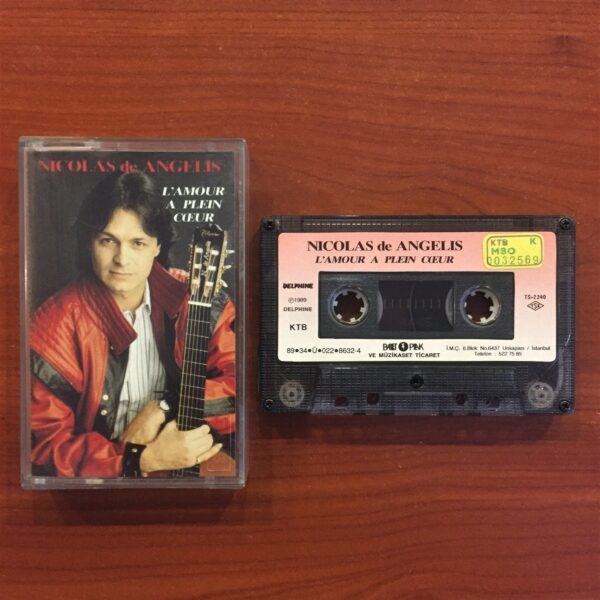 NICOLAS de ANGELIS
L'AMOUR
A PLEIN
CŒUR
NICOLAS de ANGELIS
L'AMOUR A PLEIN CŒUR
KTB K
M90
0032569
DELPHINE
℗1989
DELPHINE
KTB
TS-2240
TSE
89•34•Ü•022•8632-4
VE MÜZİKASET TİCARET
İ.M.Ç. 6.Blok No.6437 Unkapanı / İstanbul
Telefon : 522 75 85